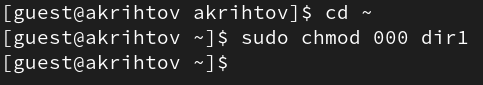 [guest@akrihtov akrihtov]$ cd ~
[guest@akrihtov ~]$ sudo chmod 000 dir1
[guest@akrihtov ~]$